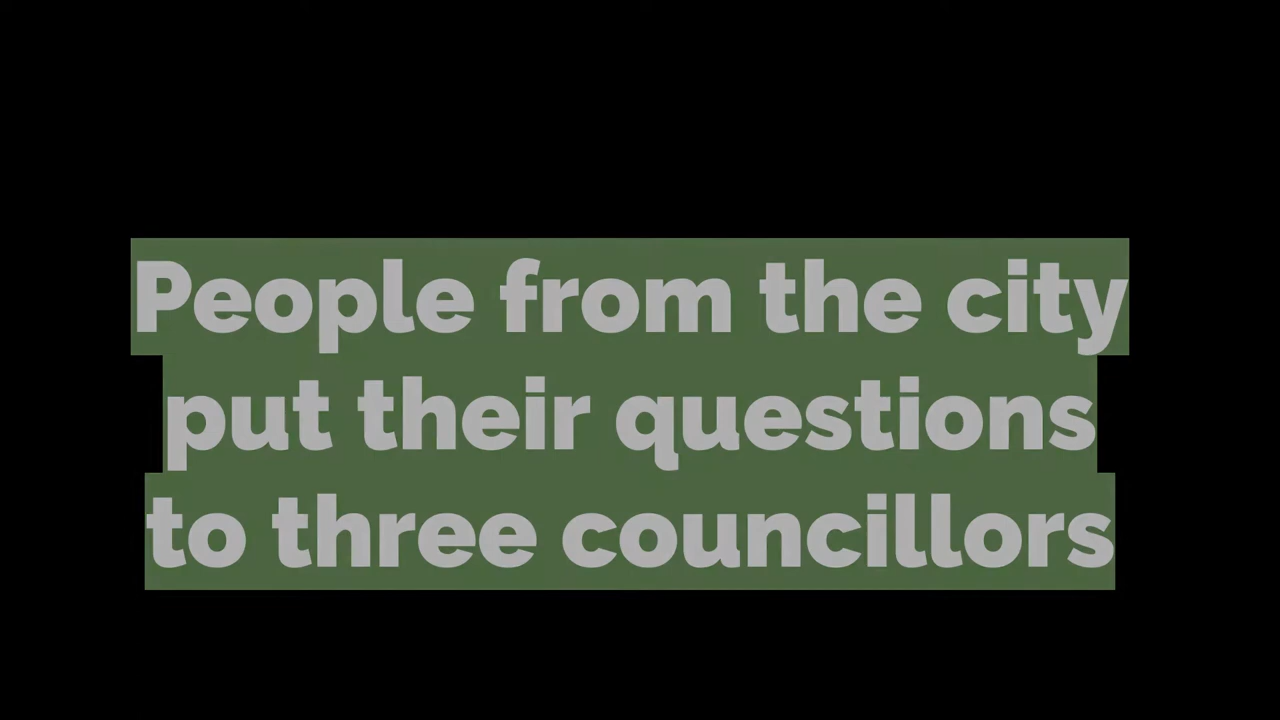 People from the city
put their questions
to three councillors